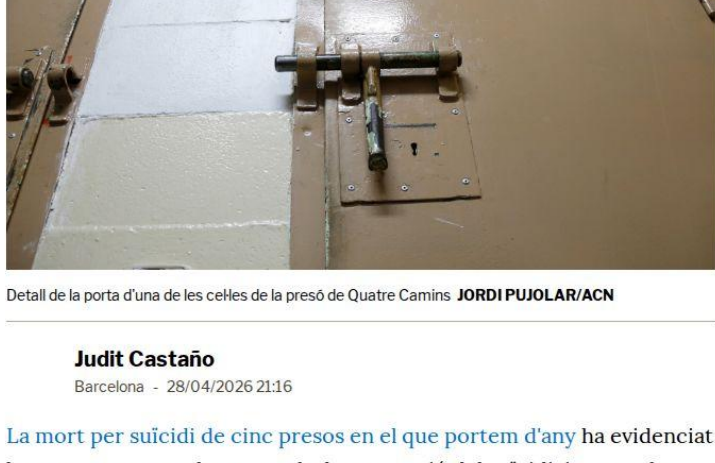 Detall de la porta d'una de les cel·les de la presó de Quatre Camins JORDI PUJOLAR/ACN
Judit Castaño
Barcelona - 28/04/2026 21:16
La mort per suïcidi de cinc presos en el que portem d'any ha evidenciat